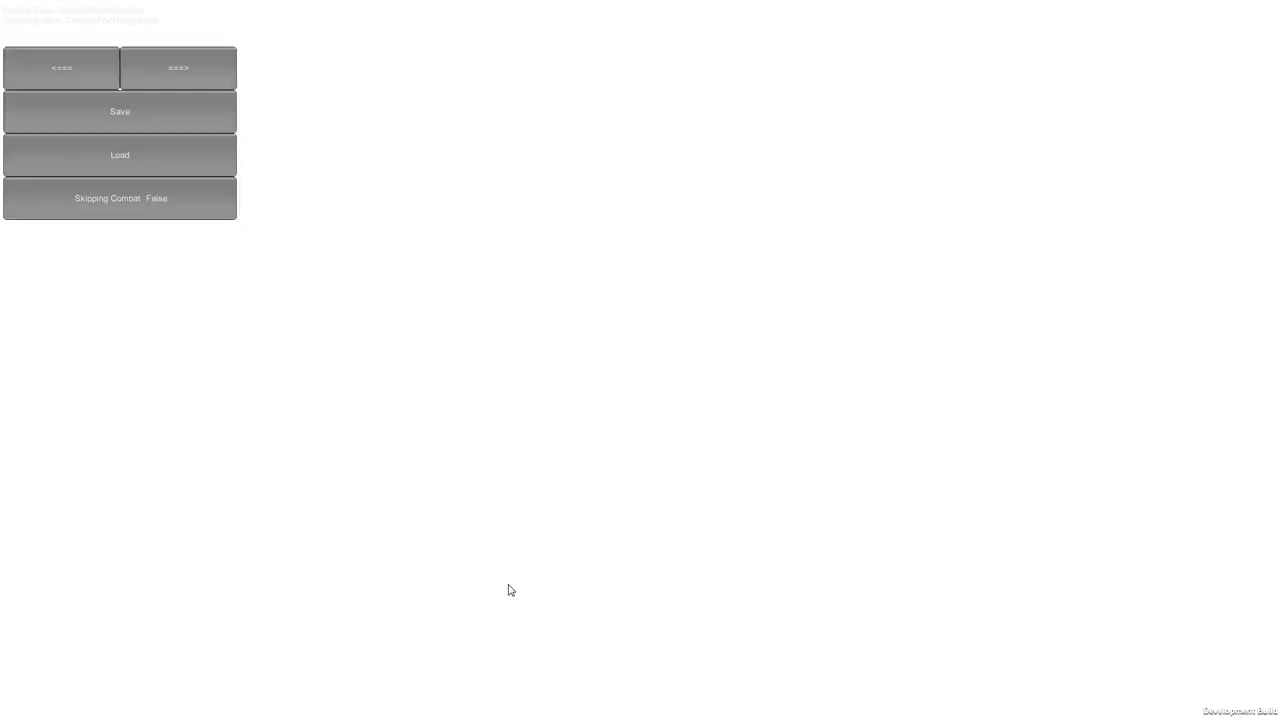 <=== ===>
Save
Load
Skipping Combat False
Development Build